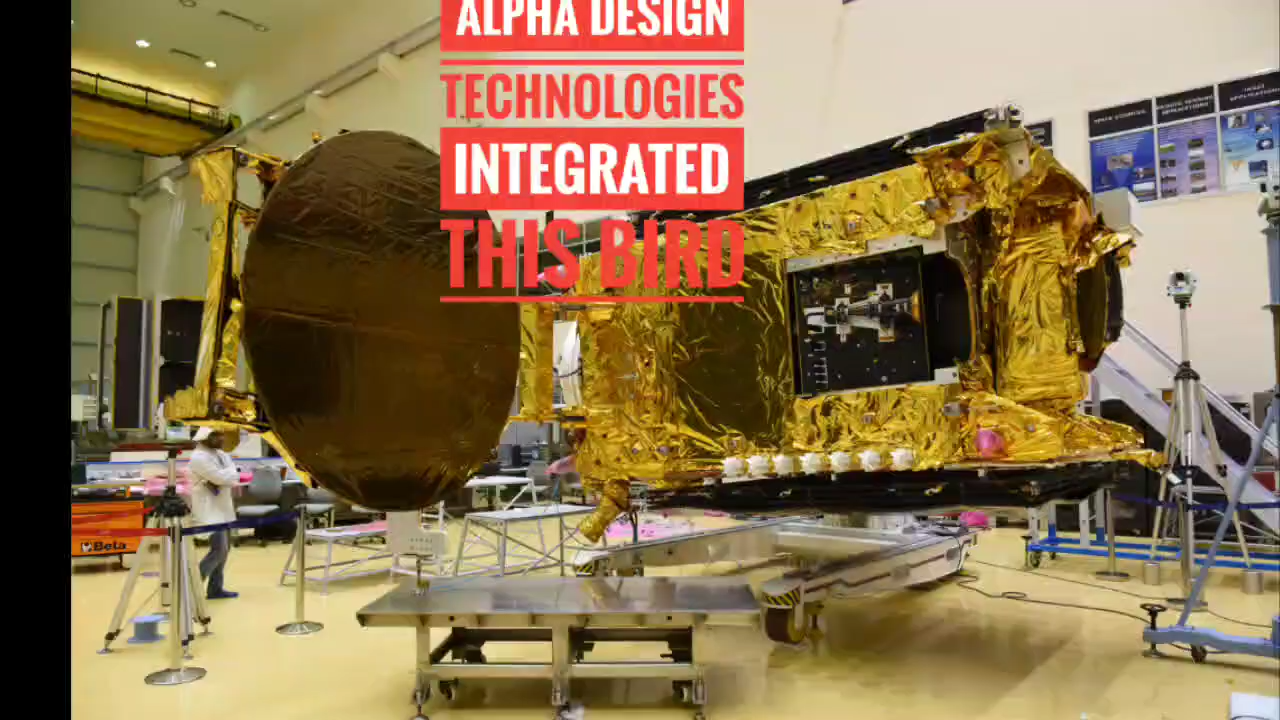 ALPHA DESIGN
TECHNOLOGIES
INTEGRATED
THIS BIRD
Beta